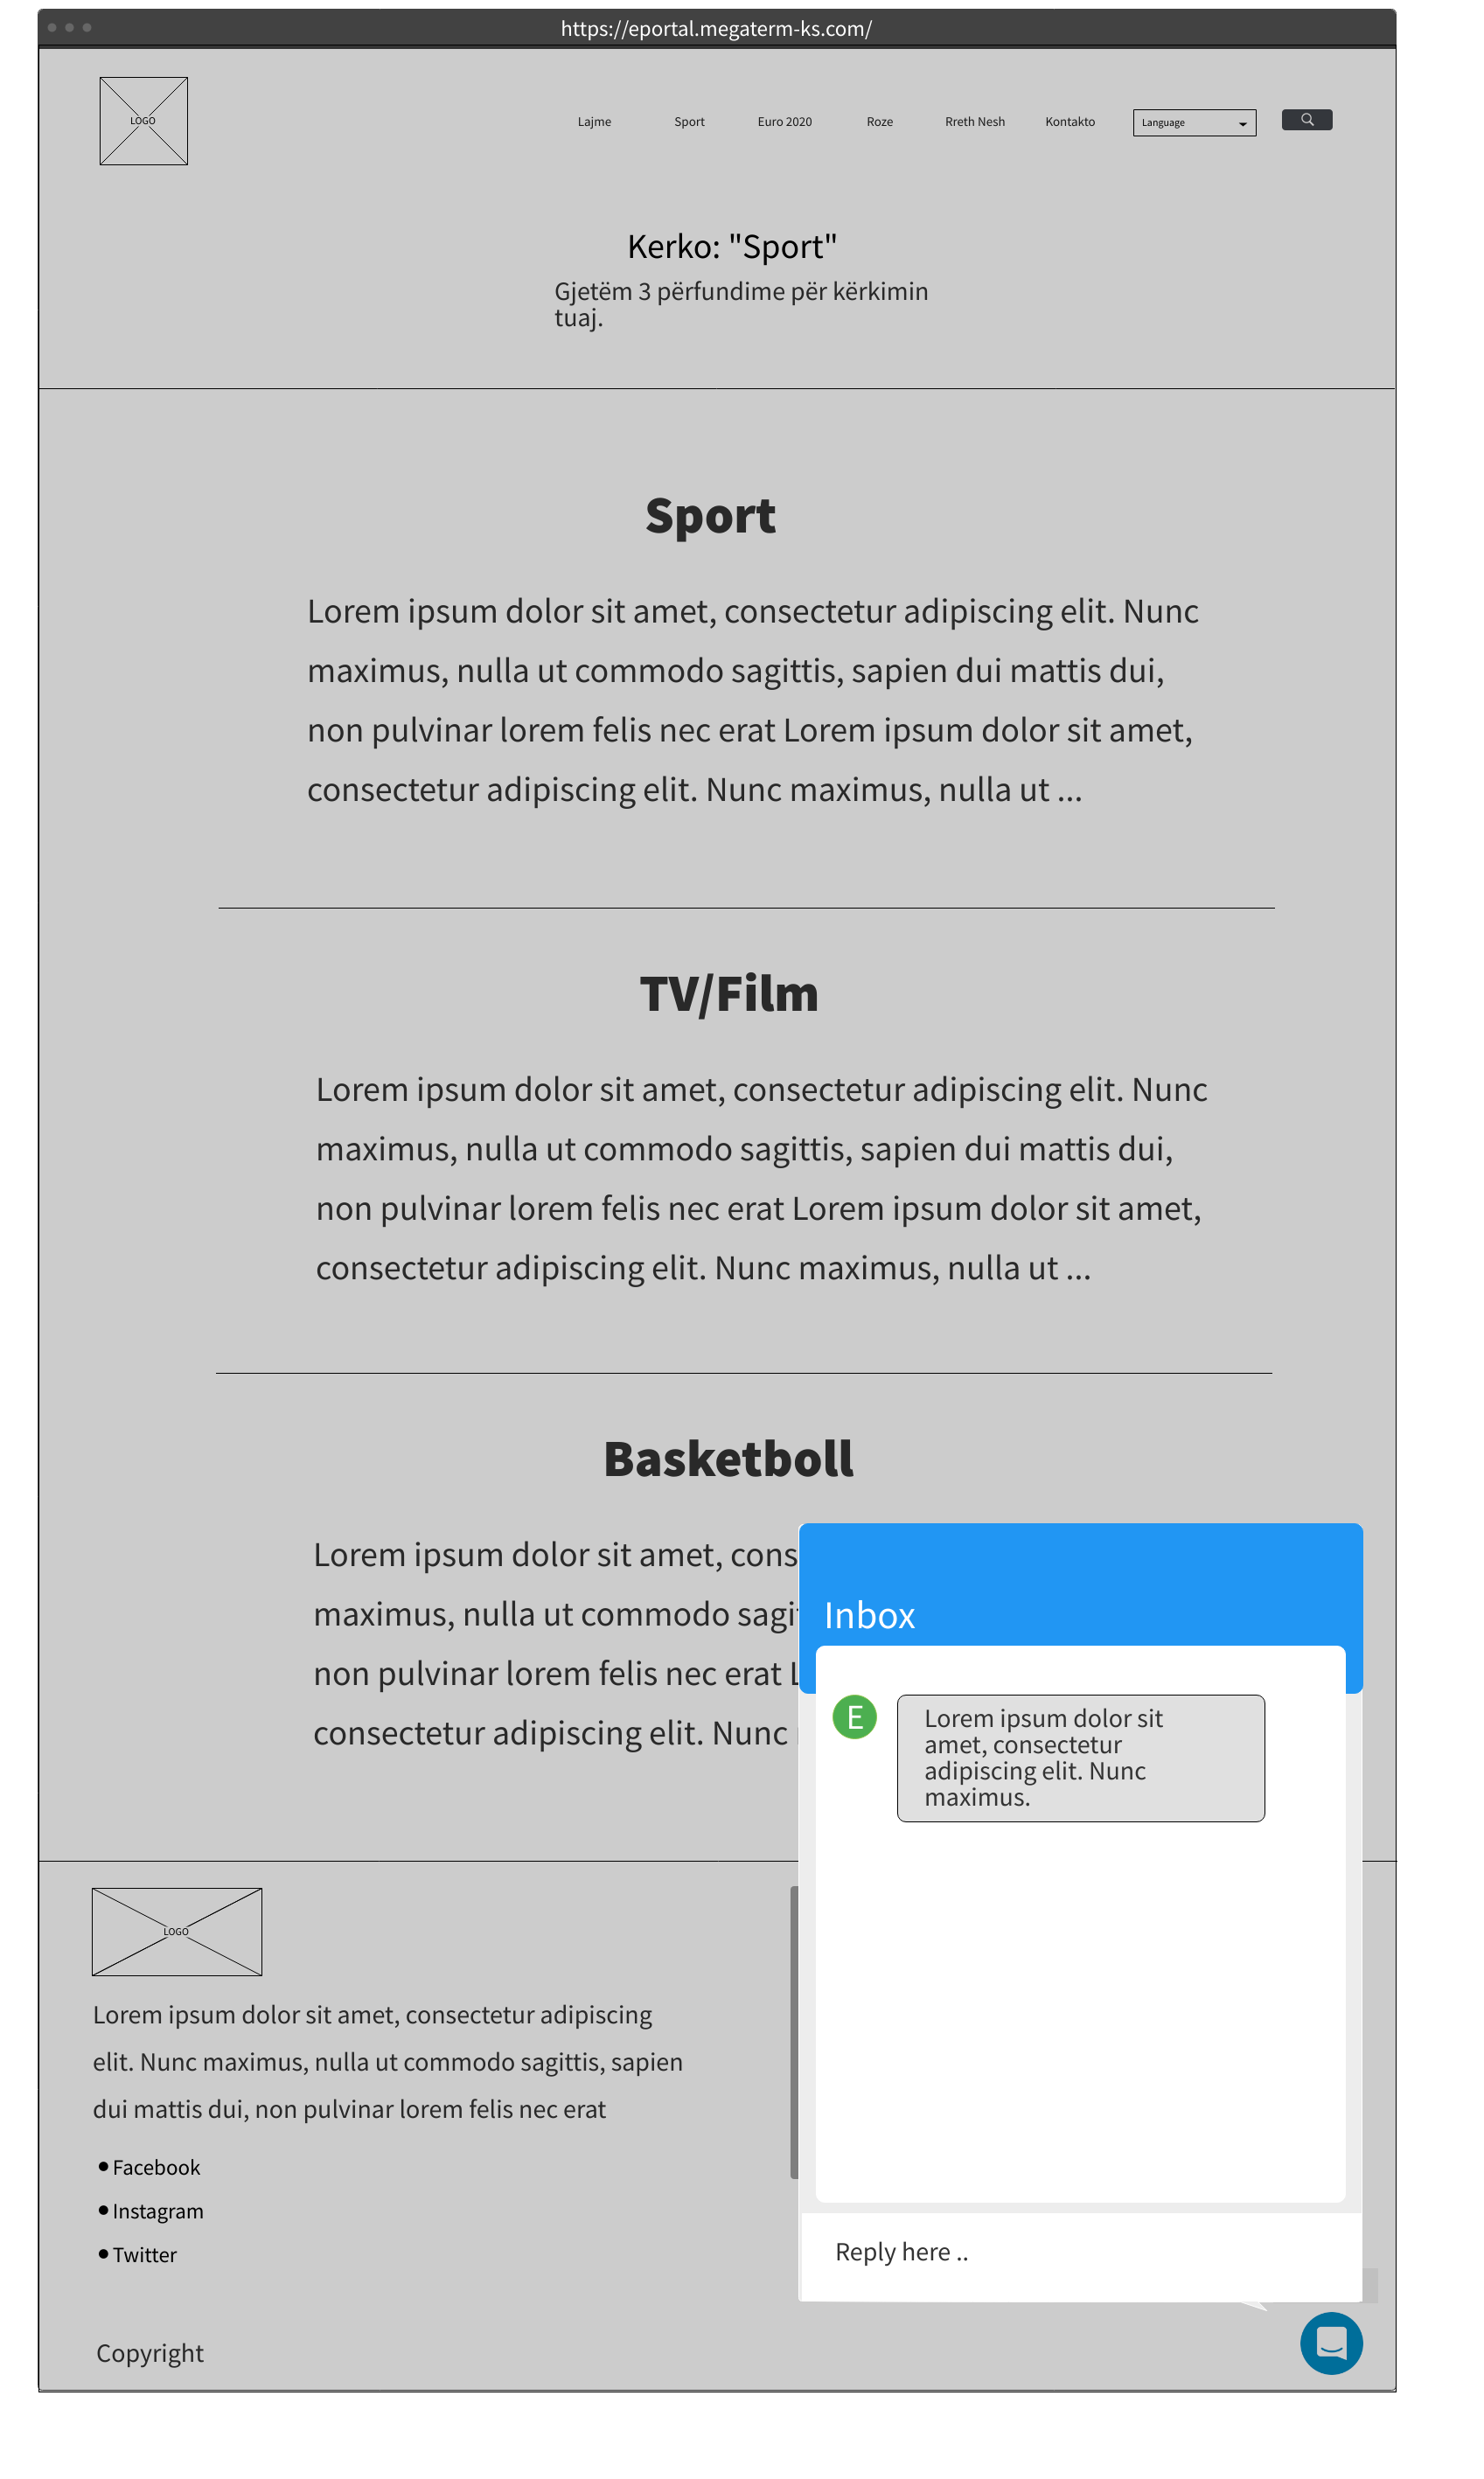 https://eportal.megaterm-ks.com/
LOGO
Lajme
Sport
Euro 2020
Roze
Rreth Nesh
Kontakto
Language
Kerko: "Sport"
Gjetëm 3 përfundime për kërkimin
tuaj.
Sport
Lorem ipsum dolor sit amet, consectetur adipiscing elit. Nunc
maximus, nulla ut commodo sagittis, sapien dui mattis dui,
non pulvinar lorem felis nec erat Lorem ipsum dolor sit amet,
consectetur adipiscing elit. Nunc maximus, nulla ut ...
TV/Film
Lorem ipsum dolor sit amet, consectetur adipiscing elit. Nunc
maximus, nulla ut commodo sagittis, sapien dui mattis dui,
non pulvinar lorem felis nec erat Lorem ipsum dolor sit amet,
consectetur adipiscing elit. Nunc maximus, nulla ut ...
Basketboll
Lorem ipsum dolor sit amet, cons
maximus, nulla ut commodo sagi
non pulvinar lorem felis nec erat
consectetur adipiscing elit. Nunc
Inbox
E
Lorem ipsum dolor sit
amet, consectetur
adipiscing elit. Nunc
maximus.
Reply here ..
LOGO
Lorem ipsum dolor sit amet, consectetur adipiscing
elit. Nunc maximus, nulla ut commodo sagittis, sapien
dui mattis dui, non pulvinar lorem felis nec erat
Facebook
Instagram
Twitter
Copyright